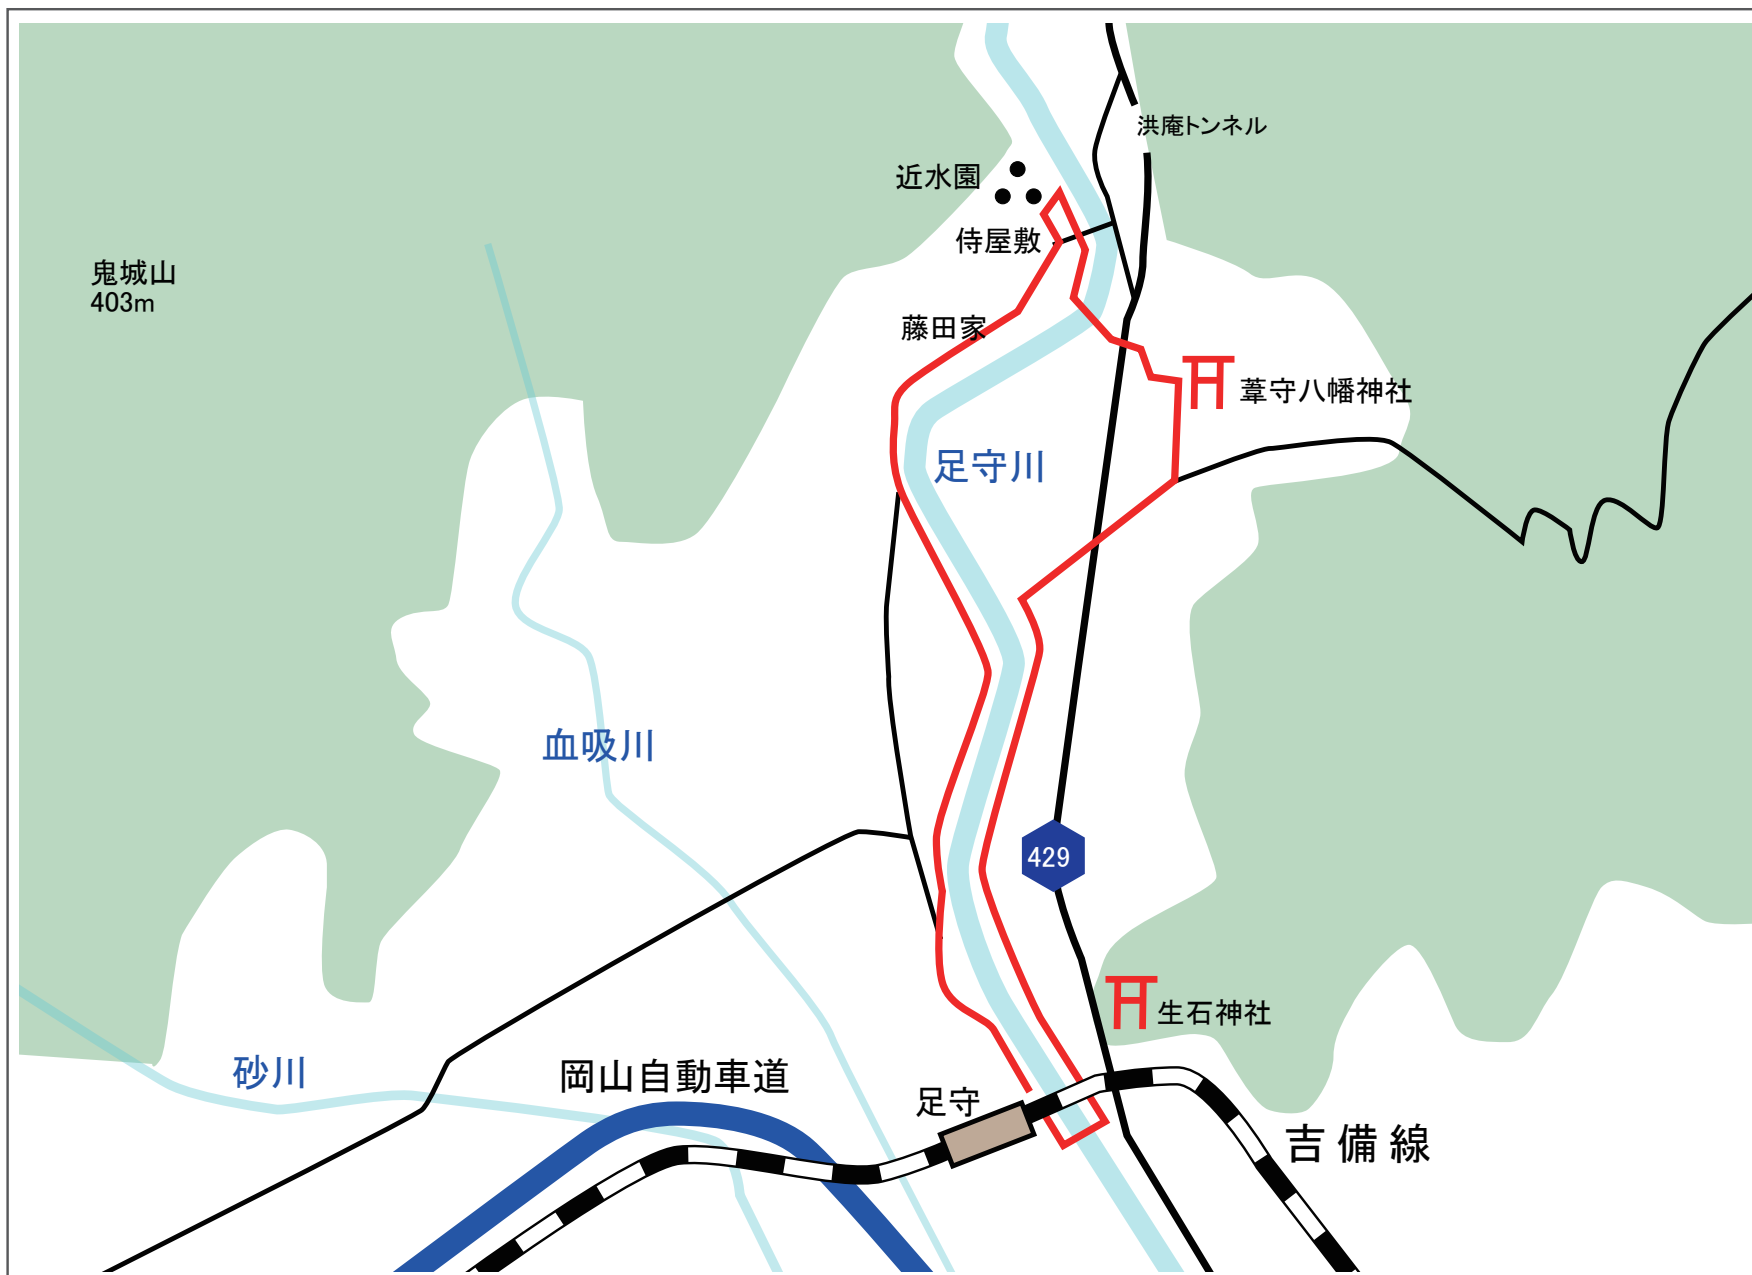 洪庵トンネル
近水園
侍屋敷
鬼城山
403m
藤田家
葦守八幡神社
足守川
血吸川
429
生石神社
砂川
岡山自動車道
足守
吉備線